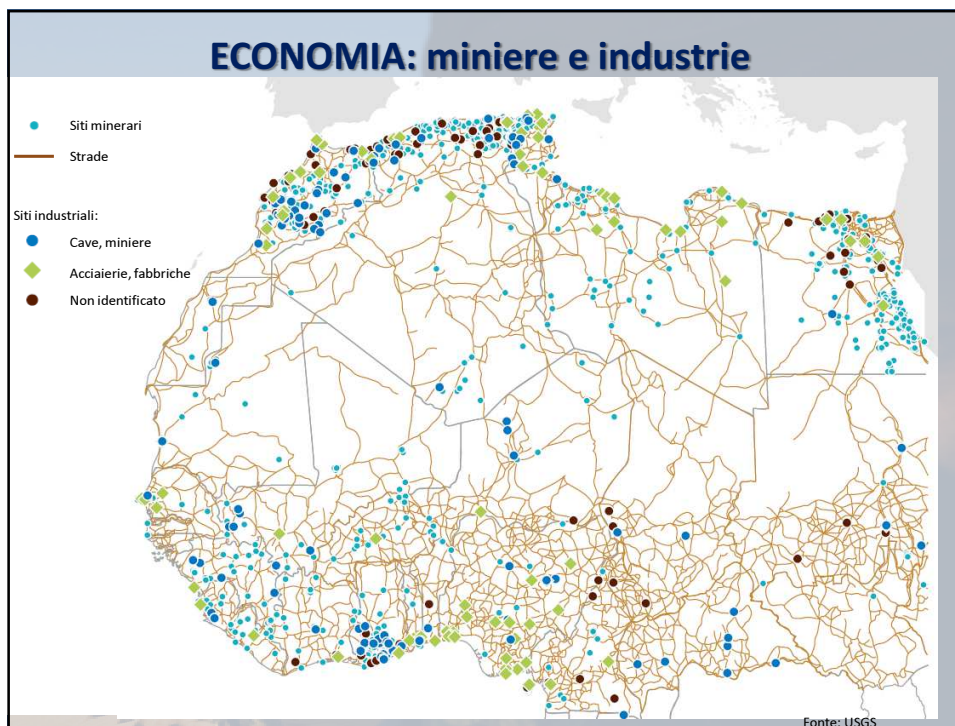 ECONOMIA: miniere e industrie
Siti minerari
Strade
Siti industriali:
Cave, miniere
Acciaierie, fabbriche
Non identificato
Fonte: USGS